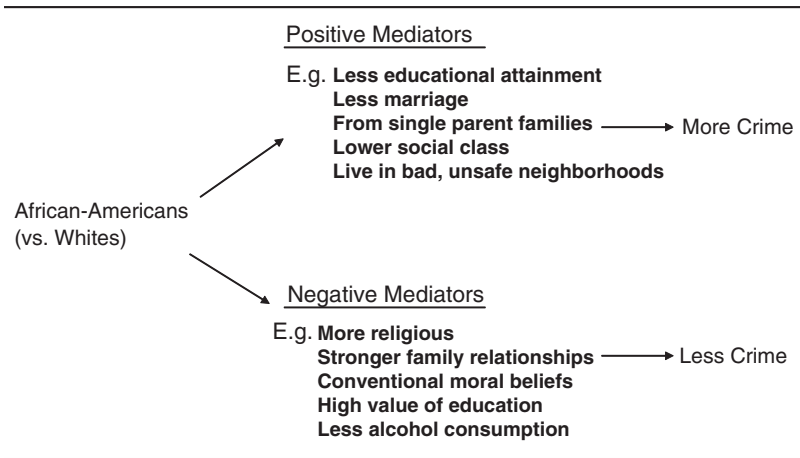 Positive Mediators
E.g. Less educational attainment
Less marriage
From single parent families
More Crime
Lower social class
Live in bad, unsafe neighborhoods
African-Americans
(vs. Whites)
Negative Mediators
E.g. More religious
Stronger family relationships
Less Crime
Conventional moral beliefs
High value of education
Less alcohol consumption